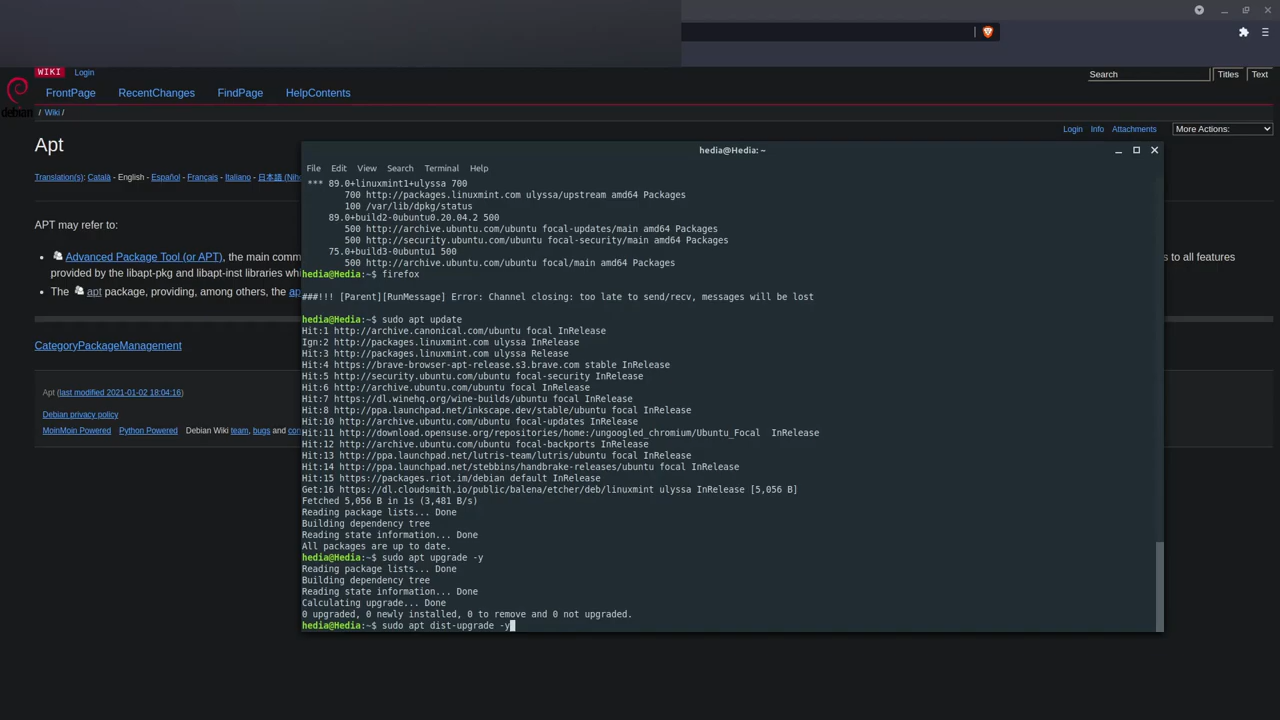 WIKI Login
Search Titles Text
debian
FrontPage RecentChanges FindPage HelpContents
/ Wiki /
Login Info Attachments More Actions:
Apt
Translation(s): Català - English - Español - Français - Italiano - 日本語
APT may refer to:
Advanced Package Tool (or APT), the main comm
s to all features
provided by the libapt-pkg and libapt-inst libraries whi
The apt package, providing, among others, the ap
CategoryPackageManagement
Apt (last modified 2021-01-02 18:04:16)
Debian privacy policy
MoinMoin Powered Python Powered Debian Wiki team, bugs and con
hedia@Hedia: ~
File Edit View Search Terminal Help
*** 89.0+linuxmint1+ulyssa 700
700 http://packages.linuxmint.com ulyssa/upstream amd64 Packages
100 /var/lib/dpkg/status
89.0+build2-0ubuntu0.20.04.2 500
500 http://archive.ubuntu.com/ubuntu focal-updates/main amd64 Packages
500 http://security.ubuntu.com/ubuntu focal-security/main amd64 Packages
75.0+build3-0ubuntu1 500
500 http://archive.ubuntu.com/ubuntu focal/main amd64 Packages
hedia@Hedia:~$ firefox
###!!! [Parent][RunMessage] Error: Channel closing: too late to send/recv, messages will be lost
hedia@Hedia:~$ sudo apt update
Hit:1 http://archive.canonical.com/ubuntu focal InRelease
Ign:2 http://packages.linuxmint.com ulyssa InRelease
Hit:3 http://packages.linuxmint.com ulyssa Release
Hit:4 https://brave-browser-apt-release.s3.brave.com stable InRelease
Hit:5 http://security.ubuntu.com/ubuntu focal-security InRelease
Hit:6 http://archive.ubuntu.com/ubuntu focal InRelease
Hit:7 https://dl.winehq.org/wine-builds/ubuntu focal InRelease
Hit:8 http://ppa.launchpad.net/inkscape.dev/stable/ubuntu focal InRelease
Hit:10 http://archive.ubuntu.com/ubuntu focal-updates InRelease
Hit:11 http://download.opensuse.org/repositories/home:/ungoogled_chromium/Ubuntu_Focal  InRelease
Hit:12 http://archive.ubuntu.com/ubuntu focal-backports InRelease
Hit:13 http://ppa.launchpad.net/lutris-team/lutris/ubuntu focal InRelease
Hit:14 http://ppa.launchpad.net/stebbins/handbrake-releases/ubuntu focal InRelease
Hit:15 https://packages.riot.im/debian default InRelease
Get:16 https://dl.cloudsmith.io/public/balena/etcher/deb/linuxmint ulyssa InRelease [5,056 B]
Fetched 5,056 B in 1s (3,481 B/s)
Reading package lists... Done
Building dependency tree
Reading state information... Done
All packages are up to date.
hedia@Hedia:~$ sudo apt upgrade -y
Reading package lists... Done
Building dependency tree
Reading state information... Done
Calculating upgrade... Done
0 upgraded, 0 newly installed, 0 to remove and 0 not upgraded.
hedia@Hedia:~$ sudo apt dist-upgrade -y